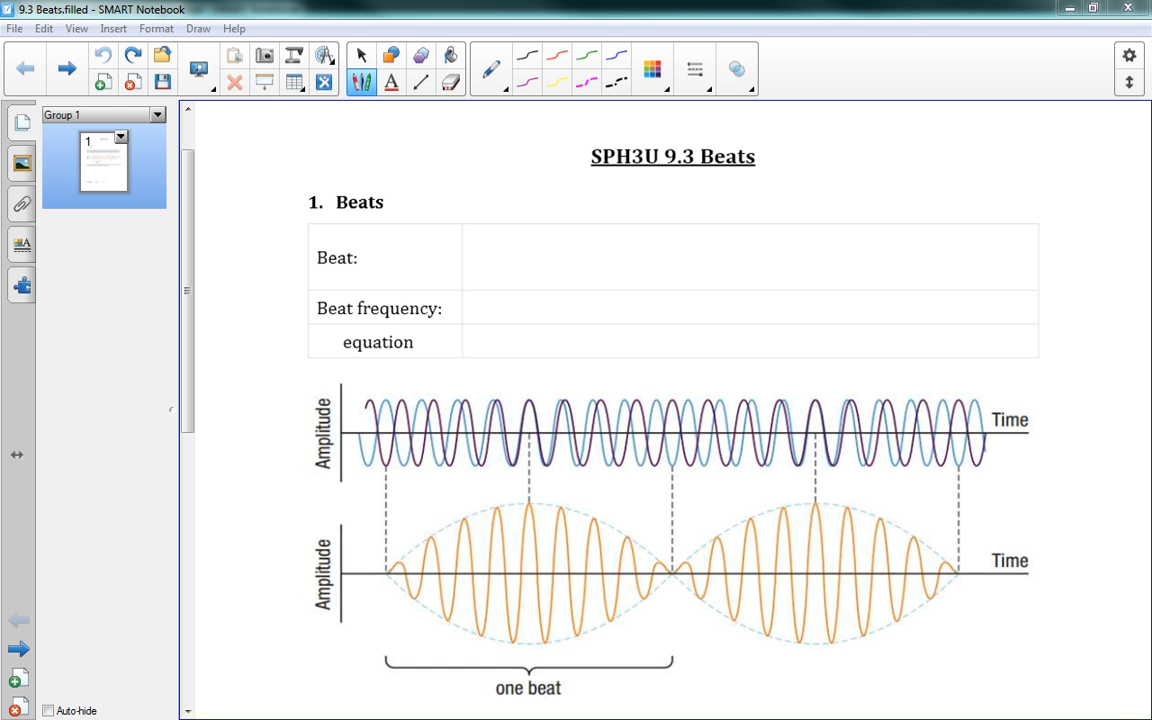 9.3 Beats.filled - SMART Notebook
File Edit View Insert Format Draw Help
Group 1
1
SPH3U 9.3 Beats
1. Beats
Beat:
Beat frequency:
equation
Amplitude
Time
Amplitude
Time
one beat
Auto-hide